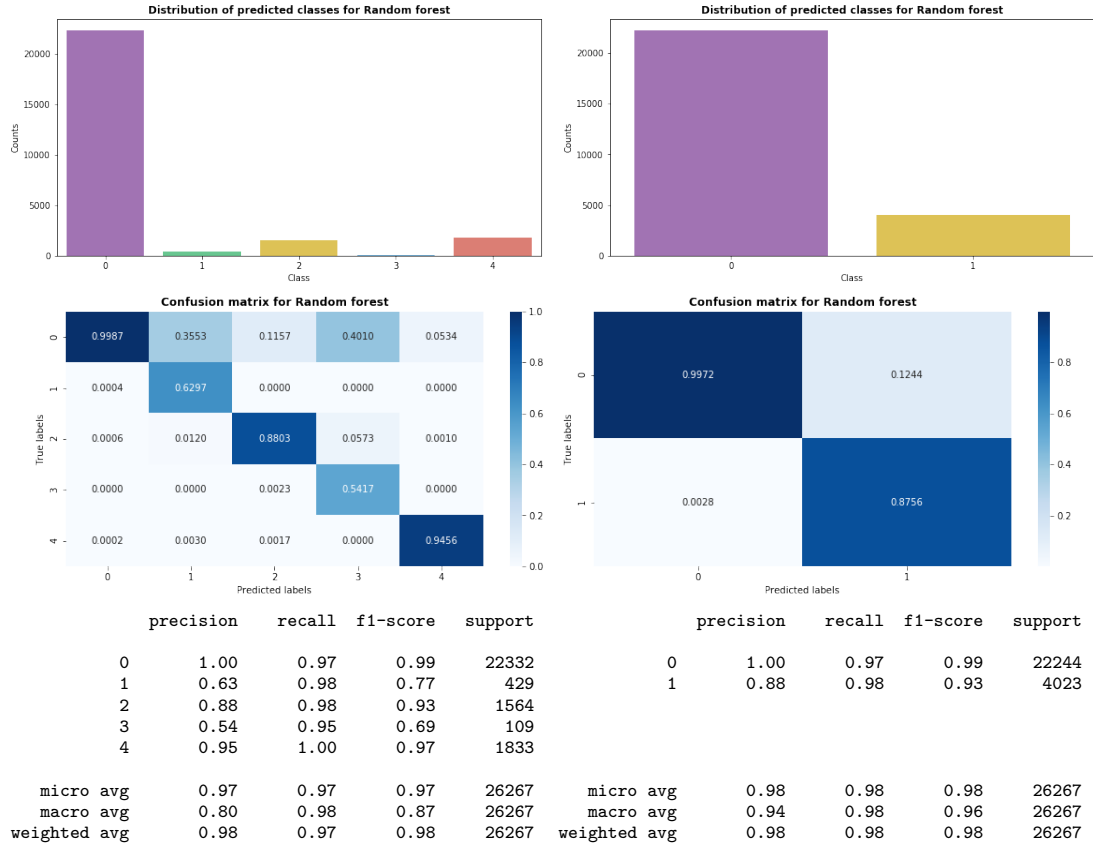 Distribution of predicted classes for Random forest
20000
15000
10000
5000
0
Counts
0 1 2 3 4
Class
Distribution of predicted classes for Random forest
20000
15000
10000
5000
0
Counts
0 1
Class
Confusion matrix for Random forest
0 0.9987 0.3553 0.1157 0.4010 0.0534
1 0.0004 0.6297 0.0000 0.0000 0.0000
2 0.0006 0.0120 0.8803 0.0573 0.0010
3 0.0000 0.0000 0.0023 0.5417 0.0000
4 0.0002 0.0030 0.0017 0.0000 0.9456
True labels
0 1 2 3 4
Predicted labels
1.0
0.8
0.6
0.4
0.2
0.0
Confusion matrix for Random forest
0 0.9972 0.1244
1 0.0028 0.8756
True labels
0 1
Predicted labels
0.8
0.6
0.4
0.2
precision recall f1-score support
0 1.00 0.97 0.99 22332
1 0.63 0.98 0.77 429
2 0.88 0.98 0.93 1564
3 0.54 0.95 0.69 109
4 0.95 1.00 0.97 1833
micro avg 0.97 0.97 0.97 26267
macro avg 0.80 0.98 0.87 26267
weighted avg 0.98 0.97 0.98 26267
precision recall f1-score support
0 1.00 0.97 0.99 22244
1 0.88 0.98 0.93 4023
micro avg 0.98 0.98 0.98 26267
macro avg 0.94 0.98 0.96 26267
weighted avg 0.98 0.98 0.98 26267